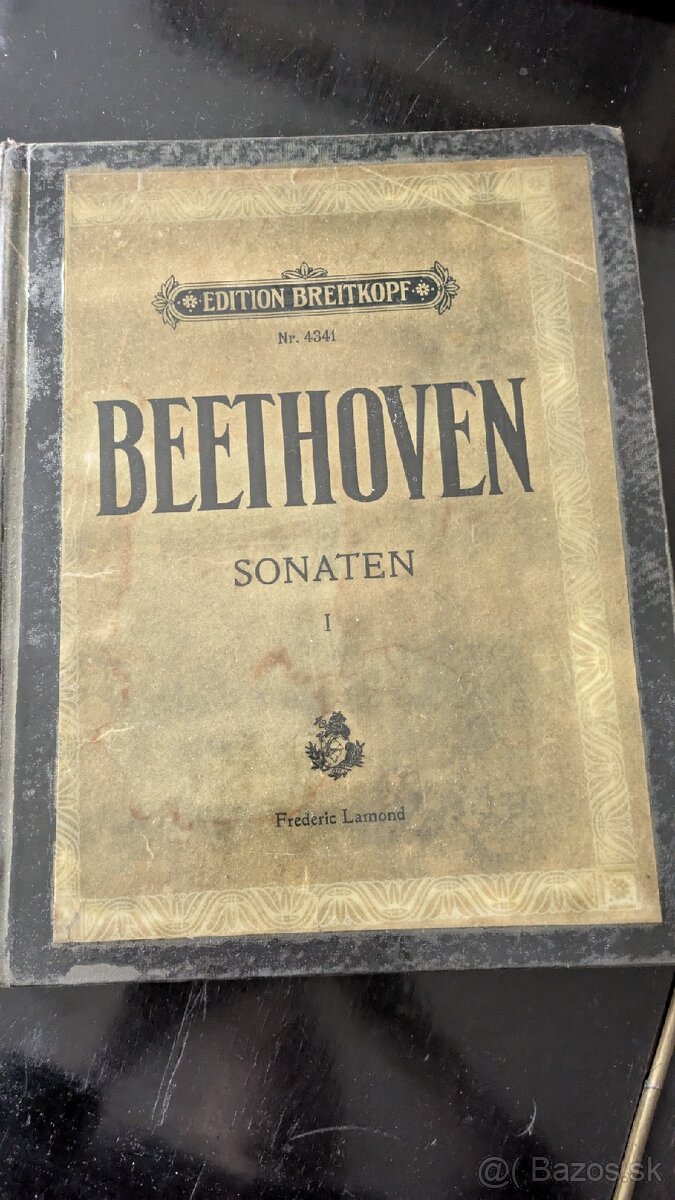 EDITION BREITKOPF
Nr. 4341
BEETHOVEN
SONATEN
I
Frederic Lamond
@( Bazos.sk